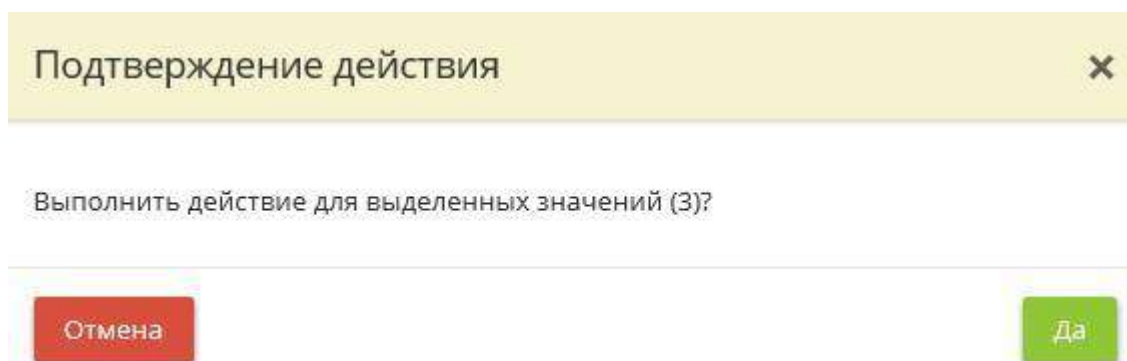 Подтверждение действия
Выполнить действие для выделенных значений (3)?
Отмена
Да